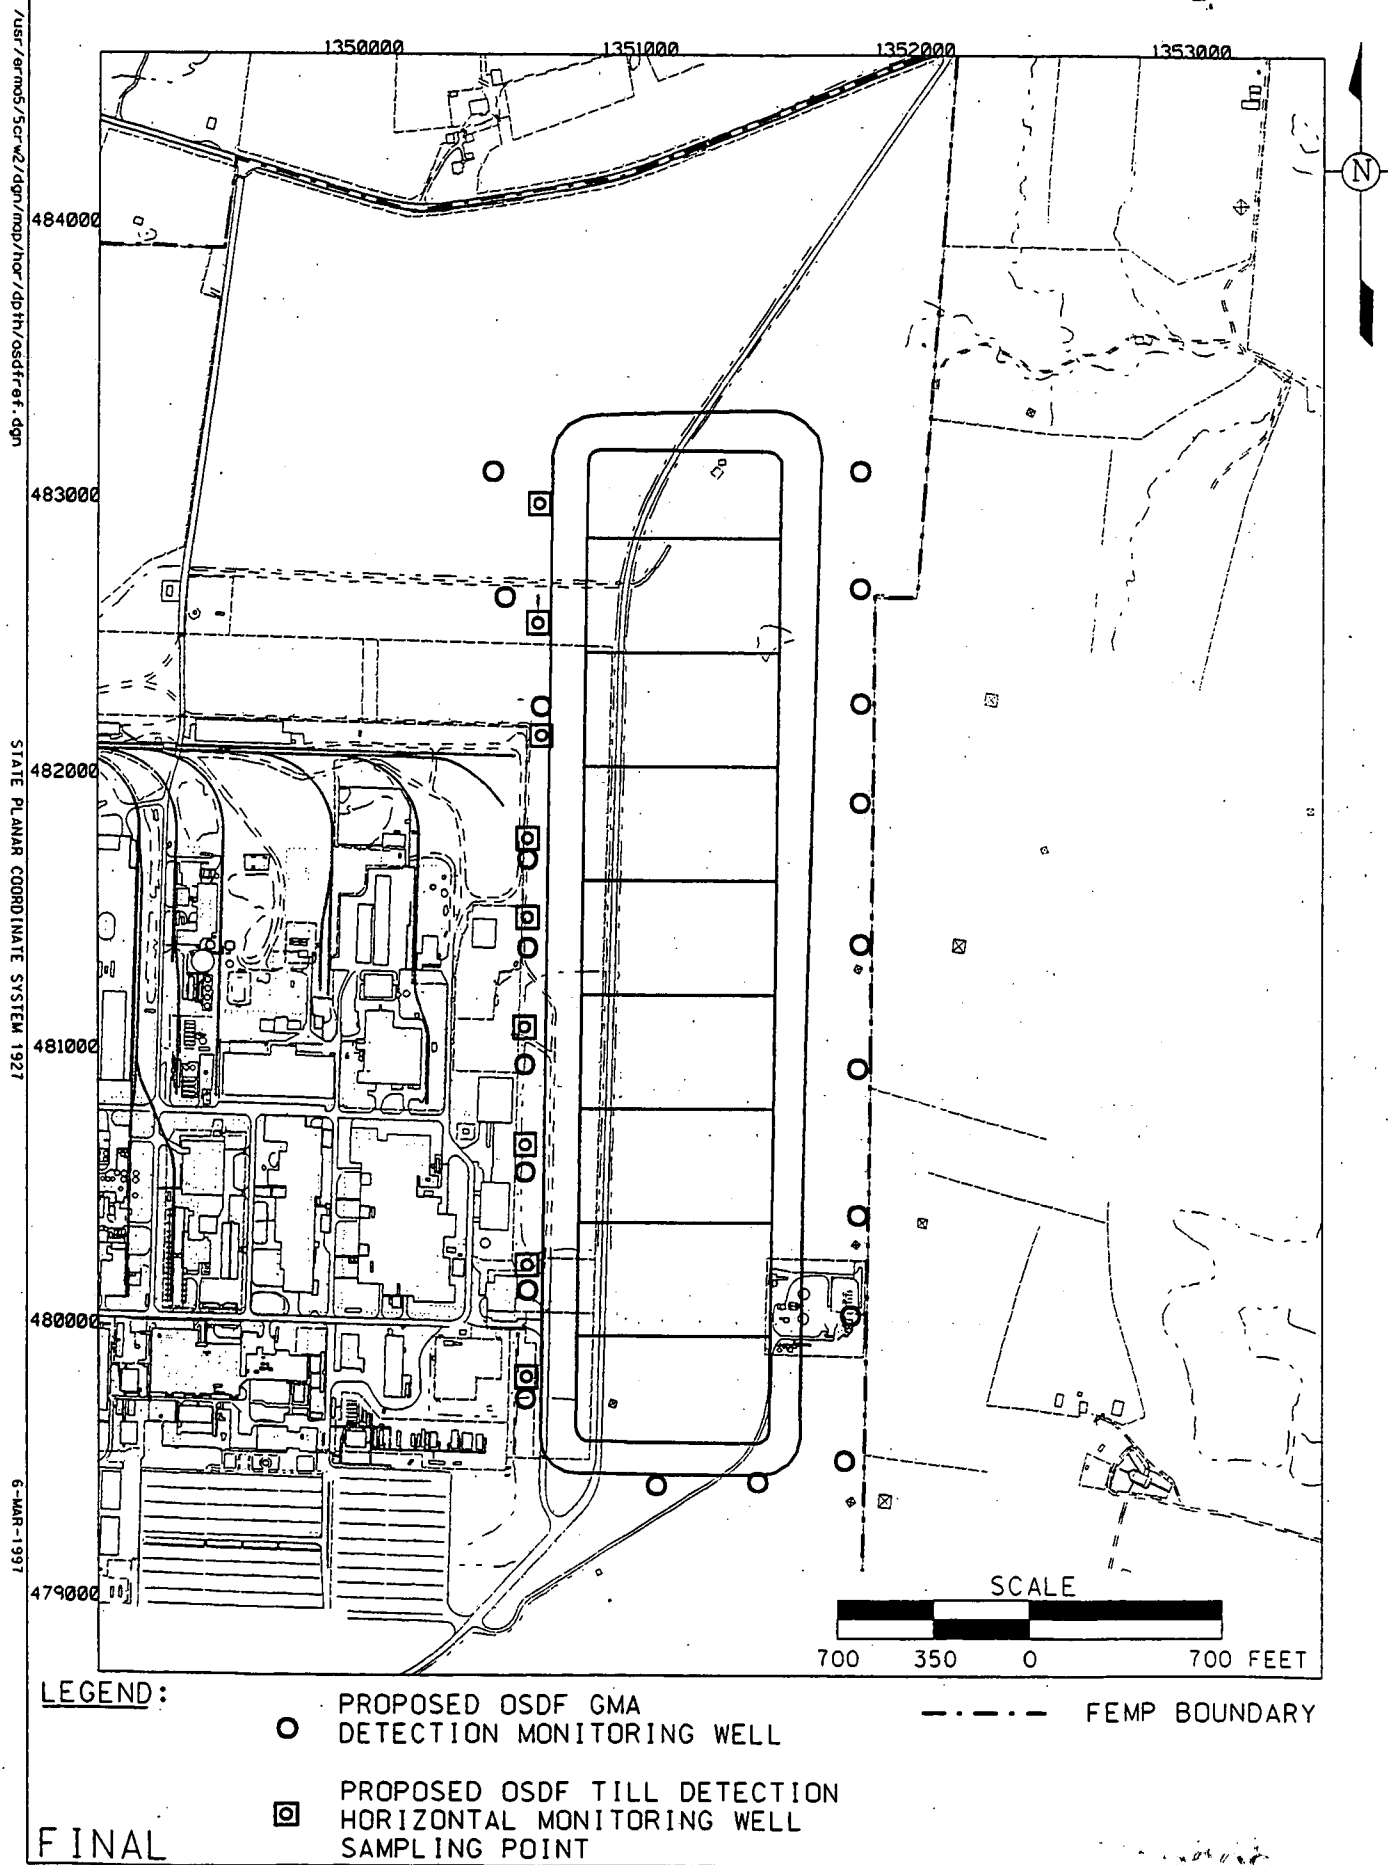 /usr/erma5/5crw2/dgn/map/hor/dpth/osdfref.dgn
STATE PLANAR COORDINATE SYSTEM 1927
6-MAR-1997
1350000 1351000 1352000 1353000
N
484000
483000
482000
481000
480000
479000
SCALE
700 350 0 700 FEET
LEGEND:
PROPOSED OSDF GMA
DETECTION MONITORING WELL
FEMP BOUNDARY
PROPOSED OSDF TILL DETECTION
HORIZONTAL MONITORING WELL
SAMPLING POINT
FINAL